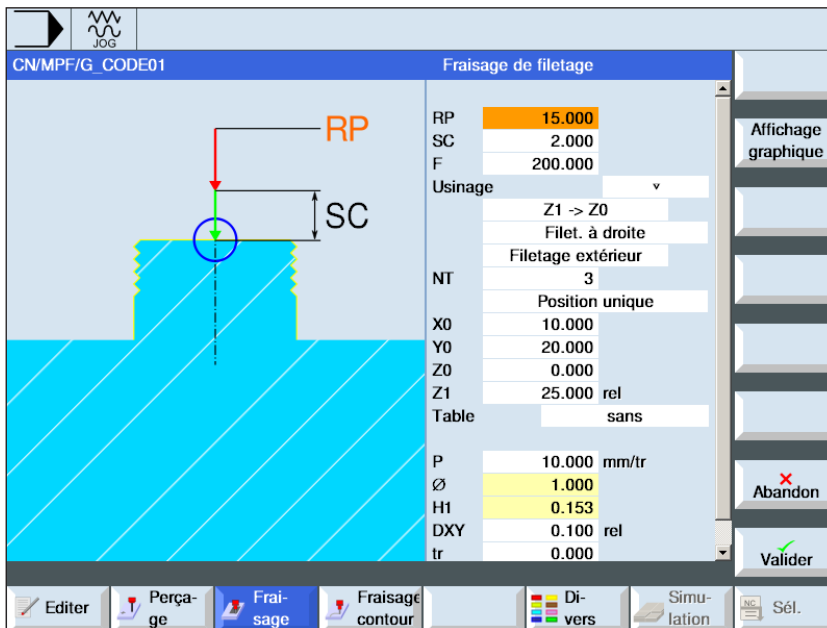 JOG
CN/MPF/G_CODE01
Fraisage de filetage
RP
SC
RP 15.000
SC 2.000
F 200.000
Usinage ▿
Z1 -> Z0
Filet. à droite
Filetage extérieur
NT 3
Position unique
X0 10.000
Y0 20.000
Z0 0.000
Z1 25.000 rel
Table sans
P 10.000 mm/tr
Ø 1.000
H1 0.153
DXY 0.100 rel
tr 0.000
Affichage
graphique
Abandon
Valider
Editer
Perça-
ge
Frai-
sage
Fraisage
contour
Di-
vers
Simu-
lation
NC
Sél.